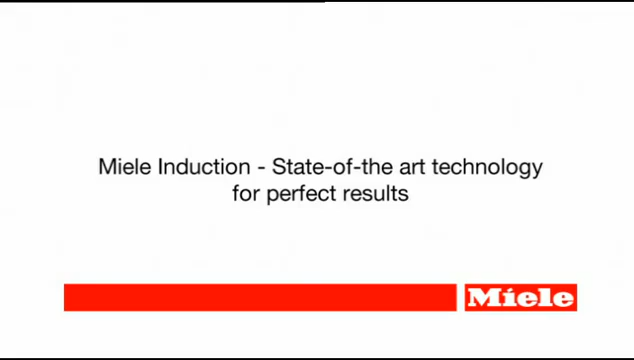 Miele Induction - State-of-the art technology
for perfect results
Miele